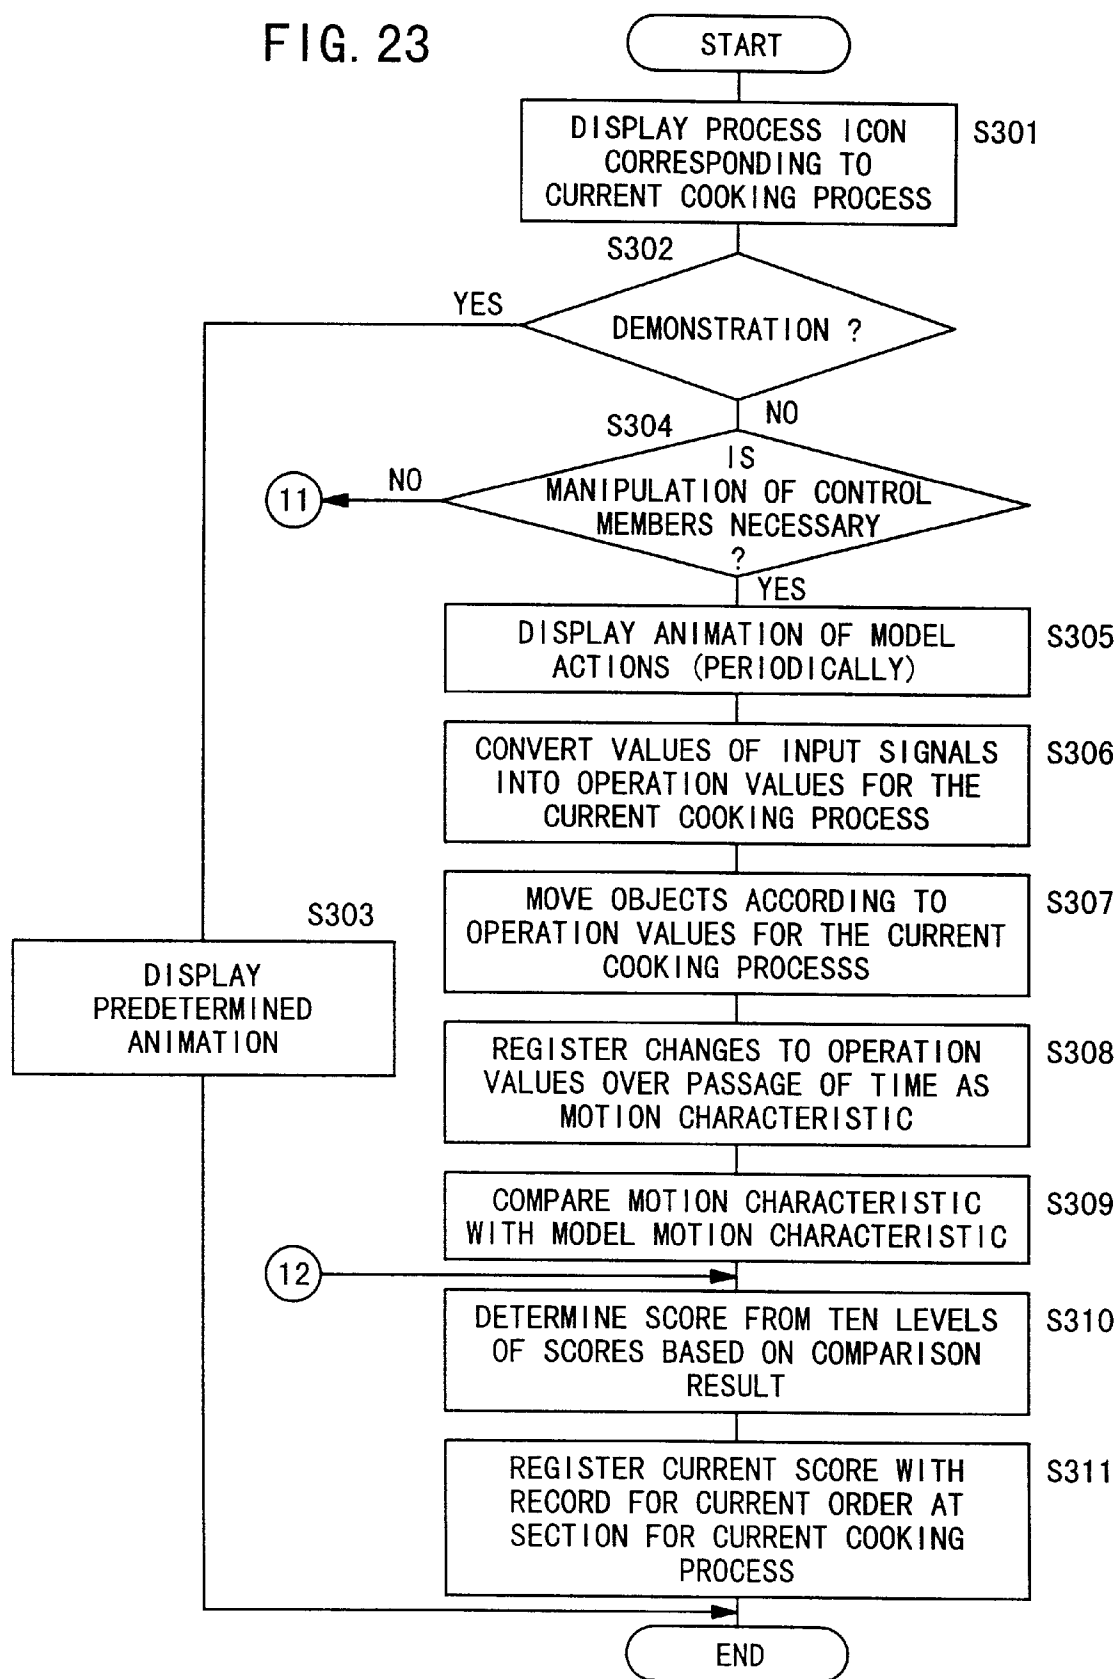 FIG. 23
START
DISPLAY PROCESS ICON
CORRESPONDING TO
CURRENT COOKING PROCESS
S301
S302
YES
DEMONSTRATION ?
NO
S304
11
NO
IS
MANIPULATION OF CONTROL
MEMBERS NECESSARY
?
YES
DISPLAY ANIMATION OF MODEL
ACTIONS (PERIODICALLY)
S305
CONVERT VALUES OF INPUT SIGNALS
INTO OPERATION VALUES FOR THE
CURRENT COOKING PROCESS
S306
MOVE OBJECTS ACCORDING TO
OPERATION VALUES FOR THE CURRENT
COOKING PROCESSS
S307
S303
DISPLAY
PREDETERMINED
ANIMATION
REGISTER CHANGES TO OPERATION
VALUES OVER PASSAGE OF TIME AS
MOTION CHARACTERISTIC
S308
COMPARE MOTION CHARACTERISTIC
WITH MODEL MOTION CHARACTERISTIC
S309
12
DETERMINE SCORE FROM TEN LEVELS
OF SCORES BASED ON COMPARISON
RESULT
S310
REGISTER CURRENT SCORE WITH
RECORD FOR CURRENT ORDER AT
SECTION FOR CURRENT COOKING
PROCESS
S311
END